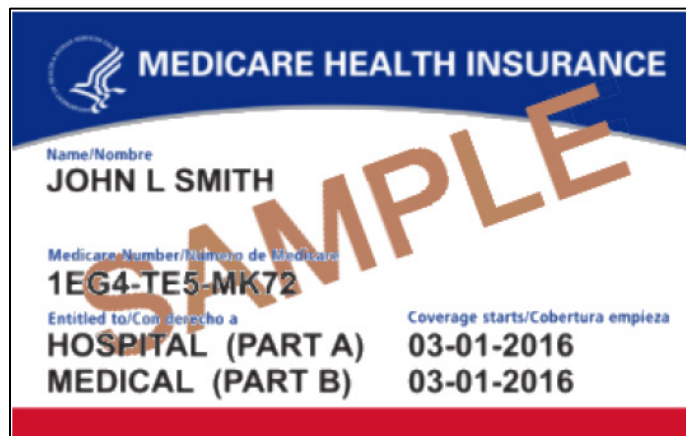 MEDICARE HEALTH INSURANCE
Name/Nombre
JOHN L SMITH
Medicare Number/Número de Medicare
1EG4-TE5-MK72
Entitled to/Con derecho a Coverage starts/Cobertura empieza
HOSPITAL (PART A) 03-01-2016
MEDICAL (PART B) 03-01-2016
SAMPLE